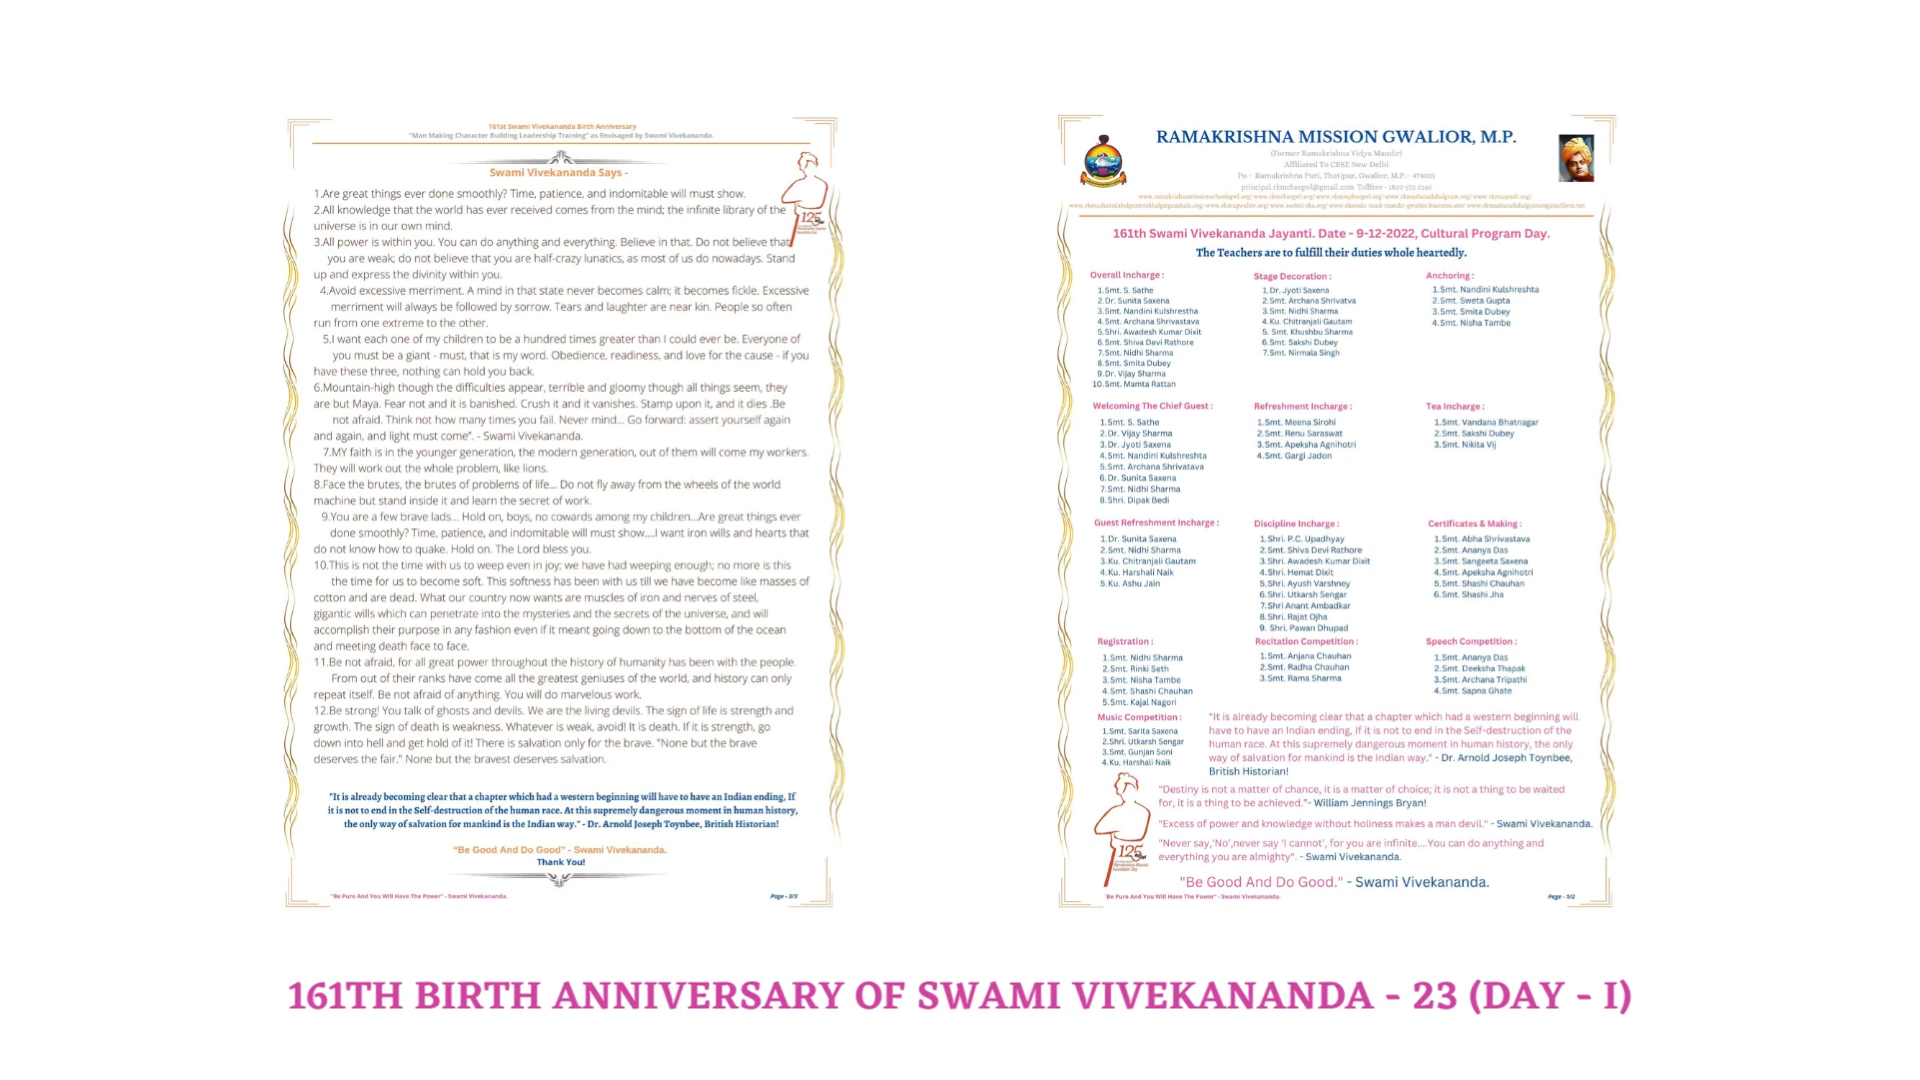 161st Swami Vivekananda Birth Anniversary
"Man Making Character Building Leadership Training" as Envisaged by Swami Vivekananda.
Swami Vivekananda Says -
1.Are great things ever done smoothly? Time, patience, and indomitable will must show.
2.All knowledge that the world has ever received comes from the mind; the infinite library of the
universe is in our own mind.
3.All power is within you. You can do anything and everything. Believe in that. Do not believe that
you are weak; do not believe that you are half-crazy lunatics, as most of us do nowadays. Stand
up and express the divinity within you.
4.Avoid excessive merriment. A mind in that state never becomes calm; it becomes fickle. Excessive
merriment will always be followed by sorrow. Tears and laughter are near kin. People so often
run from one extreme to the other.
5.I want each one of my children to be a hundred times greater than I could ever be. Everyone of
you must be a giant - must, that is my word. Obedience, readiness, and love for the cause - if you
have these three, nothing can hold you back.
6.Mountain-high though the difficulties appear, terrible and gloomy though all things seem, they
are but Maya. Fear not and it is banished. Crush it and it vanishes. Stamp upon it, and it dies .Be
not afraid. Think not how many times you fail. Never mind... Go forward: assert yourself again
and again, and light must come”. - Swami Vivekananda.
7.MY faith is in the younger generation, the modern generation, out of them will come my workers.
They will work out the whole problem, like lions.
8.Face the brutes, the brutes of problems of life... Do not fly away from the wheels of the world
machine but stand inside it and learn the secret of work.
9.You are a few brave lads... Hold on, boys, no cowards among my children...Are great things ever
done smoothly? Time, patience, and indomitable will must show....I want iron wills and hearts that
do not know how to quake. Hold on. The Lord bless you.
10.This is not the time with us to weep even in joy; we have had weeping enough; no more is this
the time for us to become soft. This softness has been with us till we have become like masses of
cotton and are dead. What our country now wants are muscles of iron and nerves of steel,
gigantic wills which can penetrate into the mysteries and the secrets of the universe, and will
accomplish their purpose in any fashion even if it meant going down to the bottom of the ocean
and meeting death face to face.
11.Be not afraid, for all great power throughout the history of humanity has been with the people.
From out of their ranks have come all the greatest geniuses of the world, and history can only
repeat itself. Be not afraid of anything. You will do marvelous work.
12.Be strong! You talk of ghosts and devils. We are the living devils. The sign of life is strength and
growth. The sign of death is weakness. Whatever is weak, avoid! It is death. If it is strength, go
down into hell and get hold of it! There is salvation only for the brave. "None but the brave
deserves the fair." None but the bravest deserves salvation.
"It is already becoming clear that a chapter which had a western beginning will have to have an Indian ending, If
it is not to end in the Self-destruction of the human race. At this supremely dangerous moment in human history,
the only way of salvation for mankind is the Indian way." - Dr. Arnold Joseph Toynbee, British Historian!
"Be Good And Do Good" - Swami Vivekananda.
Thank You!
"Be Pure And You Will Have The Power" - Swami Vivekananda.
Page - 3/3
125
RAMAKRISHNA MISSION GWALIOR, M.P.
(Former Ramakrishna Vidya Mandir)
Affiliated To CBSE New Delhi
Po - Ramakrishna Puri, Thatipur, Gwalior, M.P.- 474011
161th Swami Vivekananda Jayanti. Date - 9-12-2022, Cultural Program Day.
The Teachers are to fulfill their duties whole heartedly.
Overall Incharge :
1.Smt. S. Sathe
2.Dr. Sunita Saxena
3.Smt. Nandini Kulshrestha
4.Smt. Archana Shrivastava
5.Shri. Awadesh Kumar Dixit
6.Smt. Shiva Devi Rathore
7.Smt. Nidhi Sharma
8.Smt. Smita Dubey
9.Dr. Vijay Sharma
10.Smt. Mamta Rattan
Stage Decoration :
1.Dr. Jyoti Saxena
2.Smt. Archana Shrivatva
3.Smt. Nidhi Sharma
4.Ku. Chitranjali Gautam
5. Smt. Khushbu Sharma
6.Smt. Sakshi Dubey
7.Smt. Nirmala Singh
Anchoring :
1.Smt. Nandini Kulshreshta
2.Smt. Sweta Gupta
3.Smt. Smita Dubey
4.Smt. Nisha Tambe
Welcoming The Chief Guest :
1.Smt. S. Sathe
2.Dr. Vijay Sharma
3.Dr. Jyoti Saxena
4.Smt. Nandini Kulshreshta
5.Smt. Archana Shrivatava
6.Dr. Sunita Saxena
7.Smt. Nidhi Sharma
8.Shri. Dipak Bedi
Refreshment Incharge :
1.Smt. Meena Sirohi
2.Smt. Renu Saraswat
3.Smt. Apeksha Agnihotri
4.Smt. Gargi Jadon
Tea Incharge :
1.Smt. Vandana Bhatnagar
2.Smt. Sakshi Dubey
3.Smt. Nikita Vij
Guest Refreshment Incharge :
1.Dr. Sunita Saxena
2.Smt. Nidhi Sharma
3.Ku. Chitranjali Gautam
4.Ku. Harshali Naik
5.Ku. Ashu Jain
Discipline Incharge :
1.Shri. P.C. Upadhyay
2.Smt. Shiva Devi Rathore
3.Shri. Awadesh Kumar Dixit
4.Shri. Hemat Dixit
5.Shri. Ayush Varshney
6.Shri. Utkarsh Sengar
7.Shri Anant Ambadkar
8.Shri. Rajat Ojha
9. Shri. Pawan Dhupad
Certificates & Making :
1.Smt. Abha Shrivastava
2.Smt. Ananya Das
3.Smt. Sangeeta Saxena
4.Smt. Apeksha Agnihotri
5.Smt. Shashi Chauhan
6.Smt. Shashi Jha
Registration :
1.Smt. Nidhi Sharma
2.Smt. Rinki Seth
3.Smt. Nisha Tambe
4.Smt. Shashi Chauhan
5.Smt. Kajal Nagori
Recitation Competition :
1.Smt. Anjana Chauhan
2.Smt. Radha Chauhan
3.Smt. Rama Sharma
Speech Competition :
1.Smt. Ananya Das
2.Smt. Deeksha Thapak
3.Smt. Archana Tripathi
4.Smt. Sapna Ghate
Music Competition :
1.Smt. Sarita Saxena
2.Shri. Utkarsh Sengar
3.Smt. Gunjan Soni
4.Ku. Harshali Naik
"It is already becoming clear that a chapter which had a western beginning will
have to have an Indian ending, If it is not to end in the Self-destruction of the
human race. At this supremely dangerous moment in human history, the only
way of salvation for mankind is the Indian way." - Dr. Arnold Joseph Toynbee,
British Historian!
"Destiny is not a matter of chance, it is a matter of choice; it is not a thing to be waited
for, it is a thing to be achieved."- William Jennings Bryan!
"Excess of power and knowledge without holiness makes a man devil." - Swami Vivekananda.
"Never say,'No',never say 'I cannot', for you are infinite....You can do anything and
everything you are almighty". - Swami Vivekananda.
125
"Be Good And Do Good." - Swami Vivekananda.
"Be Pure And You Will Have The Power" - Swami Vivekananda.
Page - 1/2
161TH BIRTH ANNIVERSARY OF SWAMI VIVEKANANDA - 23 (DAY - I)